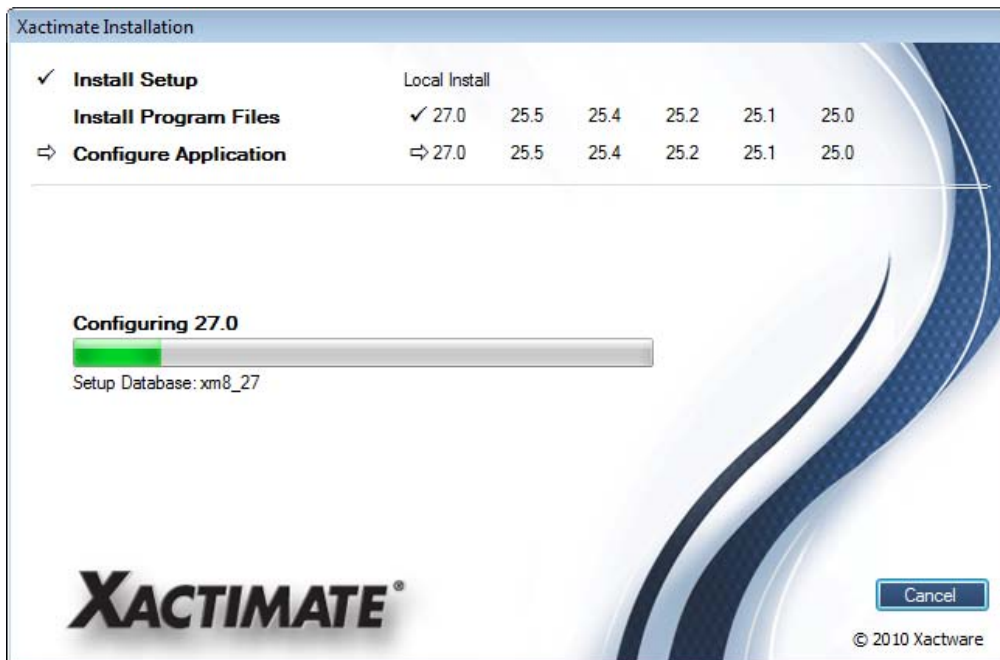 Xactimate Installation
✓ Install Setup Local Install
Install Program Files ✓ 27.0 25.5 25.4 25.2 25.1 25.0
⇨ Configure Application ⇨ 27.0 25.5 25.4 25.2 25.1 25.0
Configuring 27.0
Setup Database: xm8_27
XACTIMATE®
Cancel
© 2010 Xactware